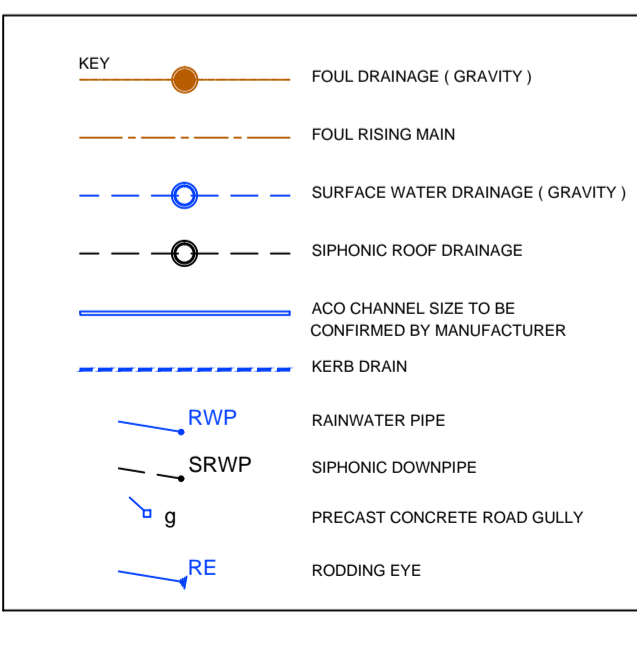 KEY
FOUL DRAINAGE ( GRAVITY )
FOUL RISING MAIN
SURFACE WATER DRAINAGE ( GRAVITY )
SIPHONIC ROOF DRAINAGE
ACO CHANNEL SIZE TO BE
CONFIRMED BY MANUFACTURER
KERB DRAIN
RWP RAINWATER PIPE
SRWP SIPHONIC DOWNPIPE
g PRECAST CONCRETE ROAD GULLY
RE RODDING EYE